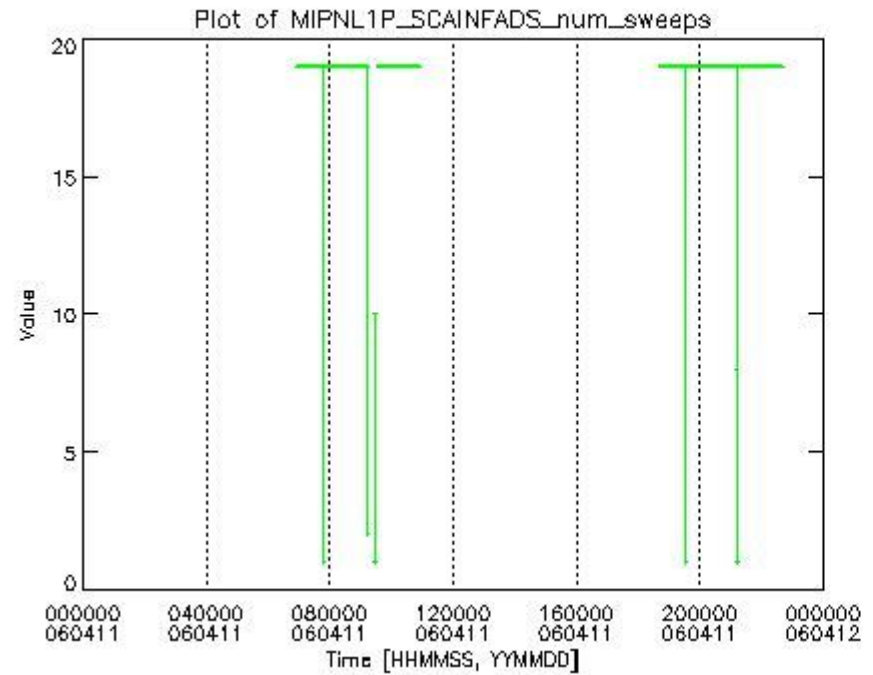 Plot of MIPNL1P_SCAINFADS_num_sweeps
20
15
10
5
0
Value
000000 040000 080000 120000 160000 200000 000000
060411 060411 060411 060411 060411 060411 060412
Time [HHMMSS, YYMMDD]